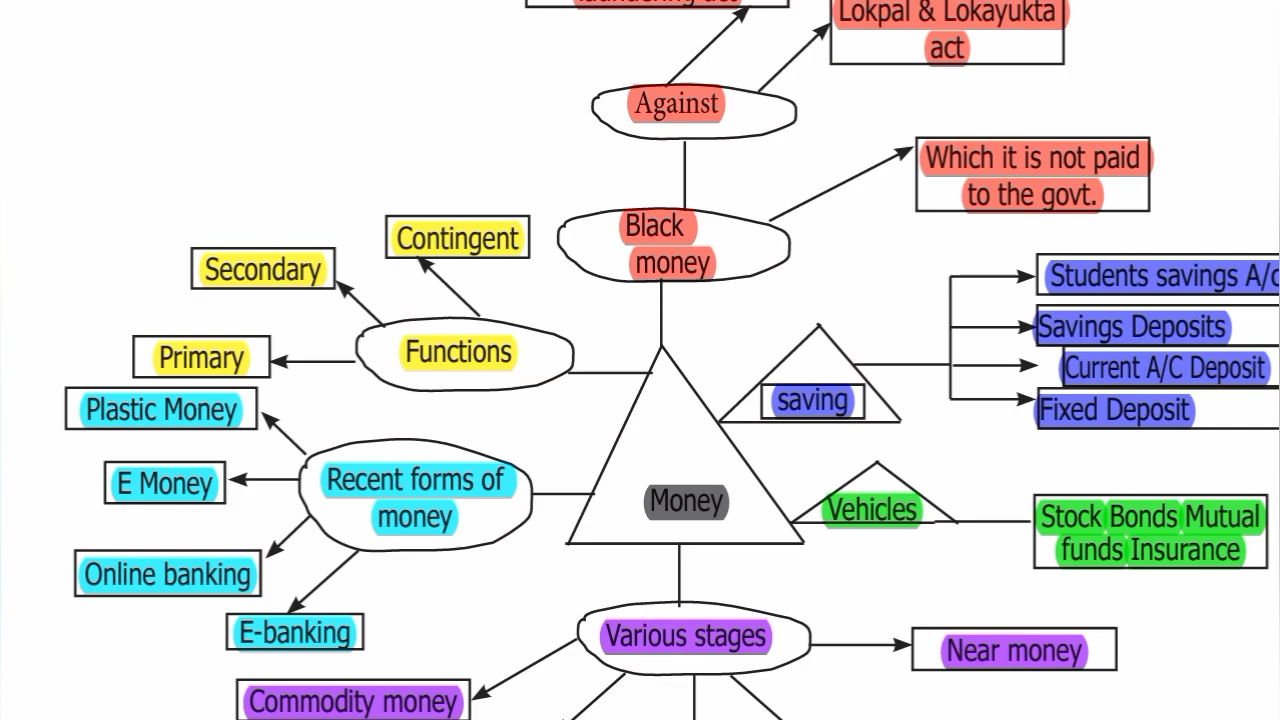 laundering act
Lokpal & Lokayukta
act
Against
Which it is not paid
to the govt.
Black
money
Contingent
Secondary
Functions
Primary
Students savings A/c
Savings Deposits
Current A/C Deposit
Fixed Deposit
saving
Plastic Money
E Money
Recent forms of
money
Online banking
E-banking
Money
Vehicles
Stock Bonds Mutual
funds Insurance
Various stages
Near money
Commodity money